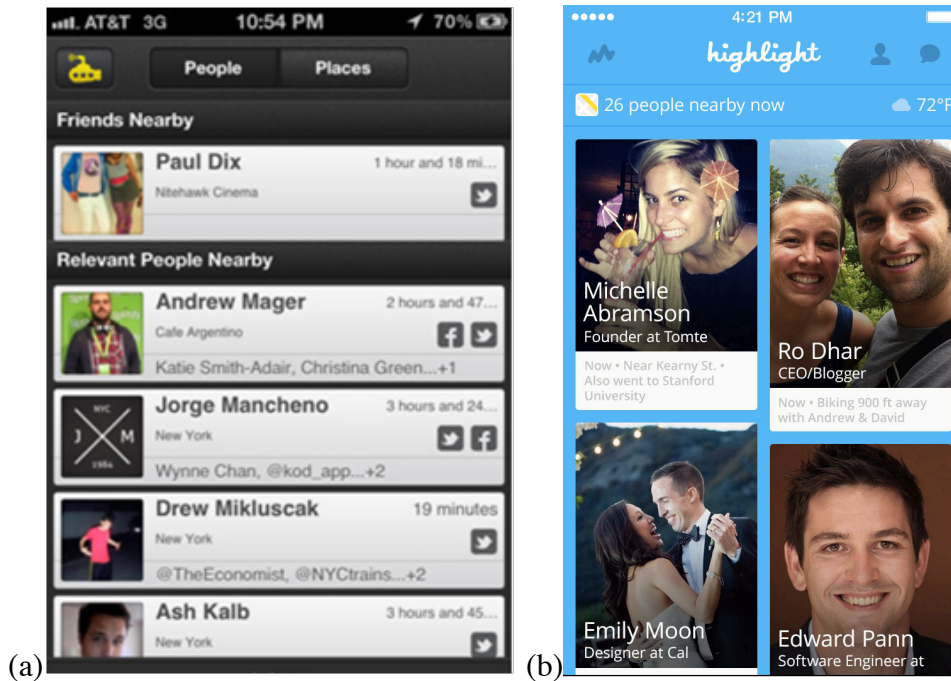 AT&T 3G 10:54 PM 70%
People Places
Friends Nearby
Paul Dix 1 hour and 18 mi...
Nitehawk Cinema
Relevant People Nearby
Andrew Mager 2 hours and 47...
Cafe Argentino
Katie Smith-Adair, Christina Green...+1
NYC
J M
1984
Jorge Mancheno 3 hours and 24...
New York
Wynne Chan, @kod_app...+2
Drew Mikluscak 19 minutes
New York
@TheEconomist, @NYCtrains...+2
Ash Kalb 3 hours and 45...
New York
(a)
4:21 PM
highlight
26 people nearby now 72°F
Michelle
Abramson
Founder at Tomte
Now • Near Kearny St. •
Also went to Stanford
University
Ro Dhar
CEO/Blogger
Now • Biking 900 ft away
with Andrew & David
Emily Moon
Designer at Cal
Edward Pann
Software Engineer at
(b)